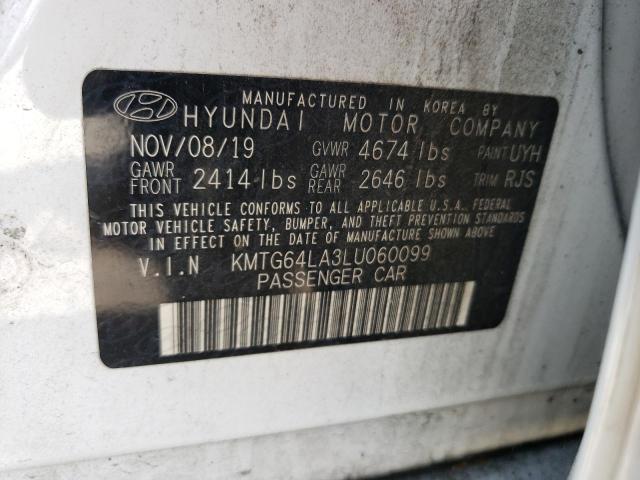 MANUFACTURED IN KOREA BY
HYUNDAI MOTOR COMPANY
NOV/08/19 GVWR 4674 lbs PAINT UYH
GAWR FRONT 2414 lbs GAWR REAR 2646 lbs TRIM RJS
THIS VEHICLE CONFORMS TO ALL APPLICABLE U.S.A. FEDERAL
MOTOR VEHICLE SAFETY, BUMPER, AND THEFT PREVENTION STANDARDS
IN EFFECT ON THE DATE OF MANUFACTURE SHOWN ABOVE.
V.I.N KMTG64LA3LU060099
PASSENGER CAR